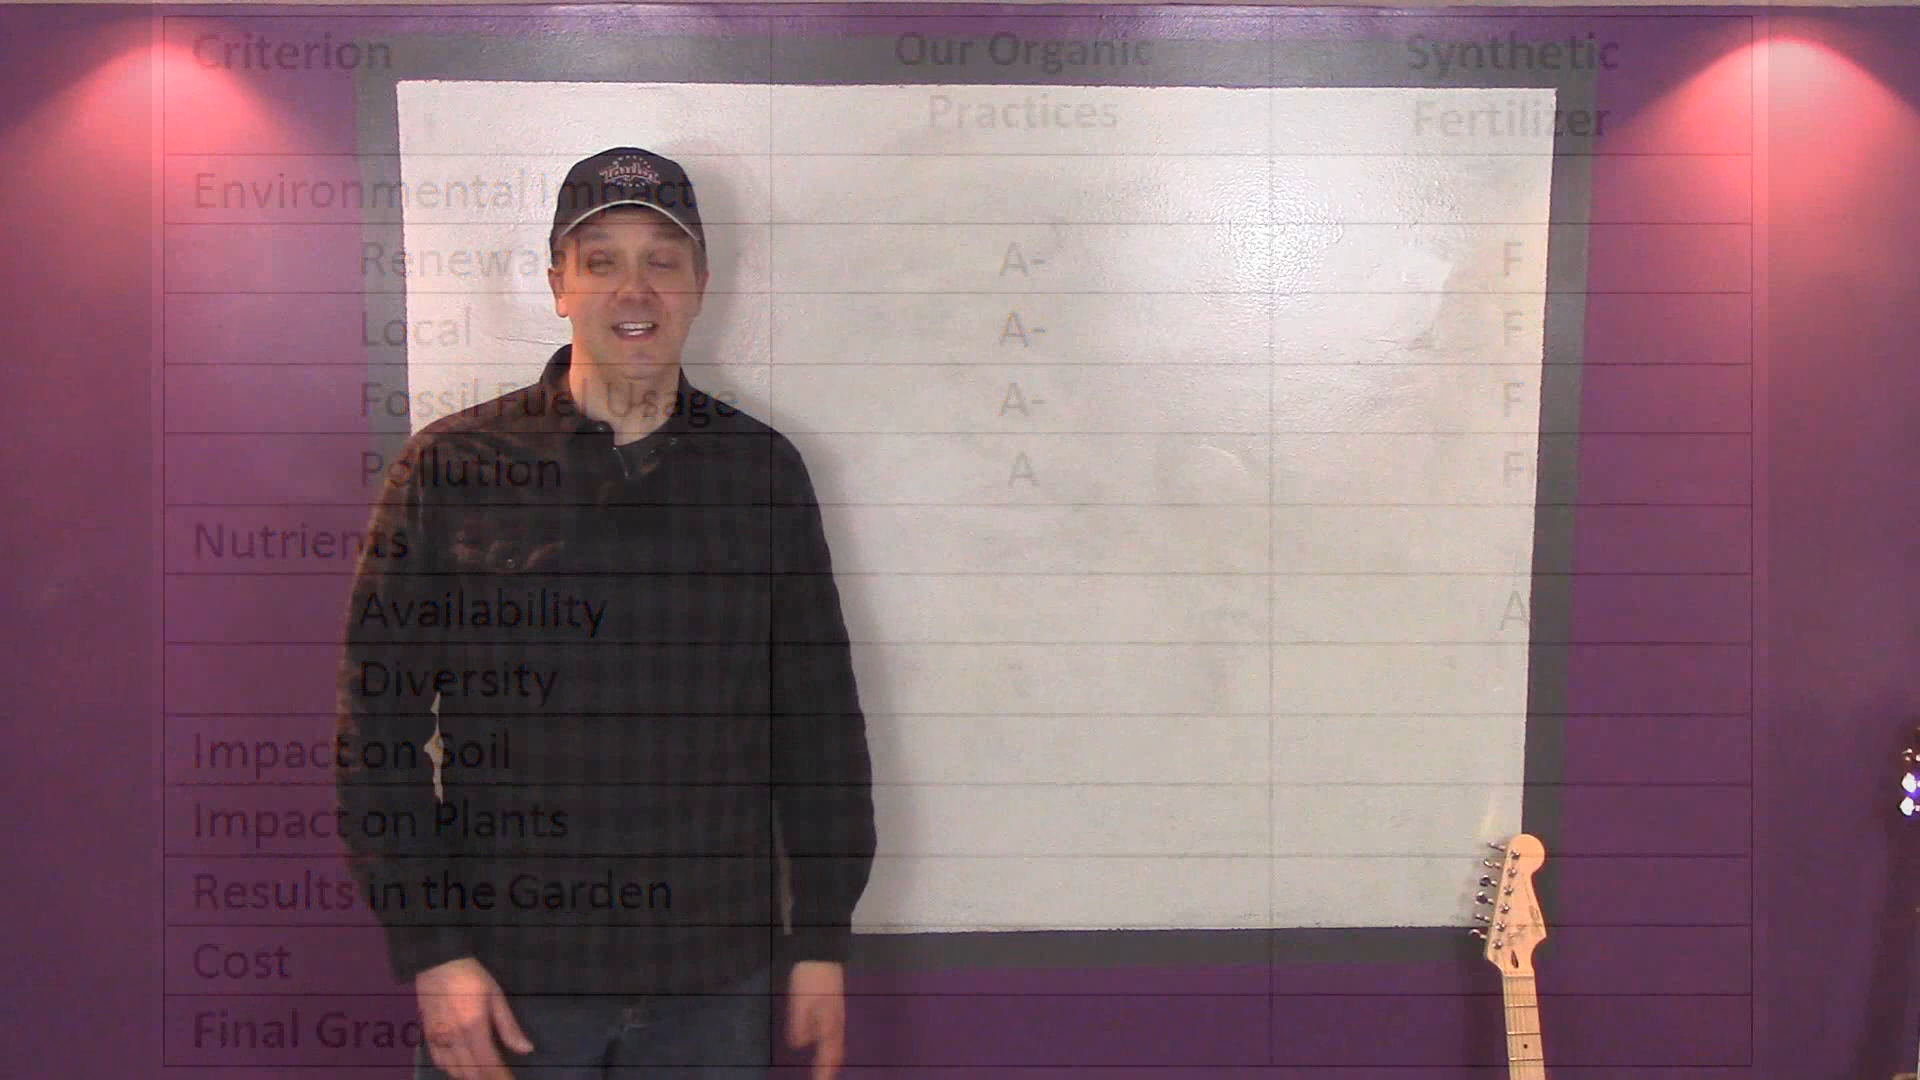 Criterion Our Organic Synthetic
Practices Fertilizer
Environmental Impact
Renewable A- F
Local A- F
Fossil Fuel Usage A- F
Pollution A F
Nutrients
Availability A
Diversity
Impact on Soil
Impact on Plants
Results in the Garden
Cost
Final Grade